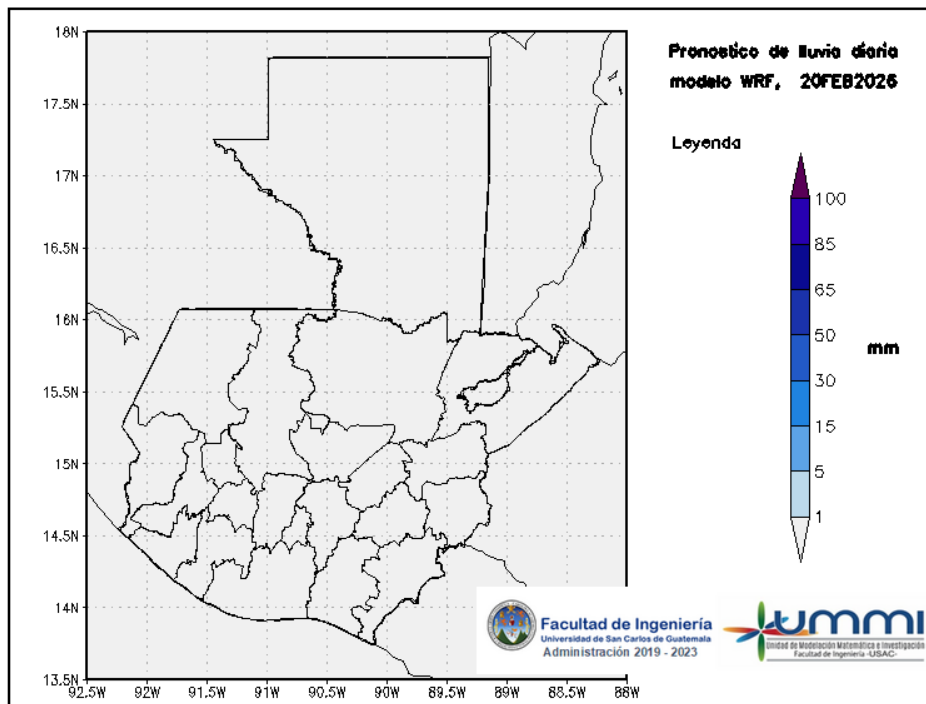 Pronostico de lluvia diaria
modelo WRF, 20FEB2026
Leyenda
100
85
65
50
30
15
5
1
mm
18N
17.5N
17N
16.5N
16N
15.5N
15N
14.5N
14N
13.5N
92.5W 92W 91.5W 91W 90.5W 90W 89.5W 89W 88.5W 88W
Facultad de Ingeniería
Universidad de San Carlos de Guatemala
Administración 2019 - 2023
ummi
Unidad de Modelación Matemática e Investigación
Facultad de Ingeniería -USAC-